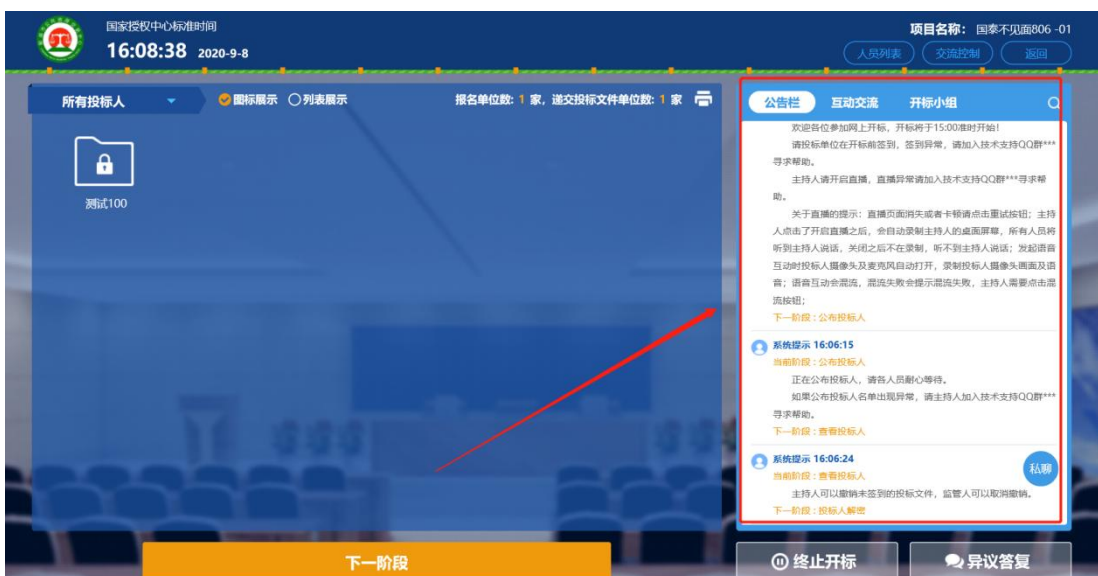 国家授权中心标准时间
16:08:38 2020-9-8
项目名称： 国泰不见面806 -01
人员列表 交流控制 返回
所有投标人 图标展示 列表展示 报名单位数: 1 家，递交投标文件单位数: 1 家
测试100
公告栏 互动交流 开标小组
欢迎各位参加网上开标，开标将于15:00准时开始!
请投标单位在开标前签到，签到异常，请加入技术支持QQ群***
寻求帮助。
主持人请开启直播，直播异常请加入技术支持QQ群***寻求帮
助。
关于直播的提示：直播页面消失或者卡顿请点击重试按钮；主持
人点击了开启直播之后，会自动录制主持人的桌面屏幕，所有人员将
听到主持人说话，关闭之后不在录制，听不到主持人说话；发起语音
互动时投标人摄像头及麦克风自动打开，录制投标人摄像头画面及语
音；语音互动会混流，混流失败会提示混流失败，主持人需要点击混
流按钮；
下一阶段 : 公布投标人
系统提示 16:06:15
当前阶段 : 公布投标人
正在公布投标人，请各人员耐心等待。
如果公布投标人名单出现异常，请主持人加入技术支持QQ群***
寻求帮助。
下一阶段 : 查看投标人
系统提示 16:06:24
当前阶段 : 查看投标人
主持人可以撤销未签到的投标文件，监管人可以取消撤销。
下一阶段 : 投标人解密
私聊
下一阶段
终止开标
异议答复